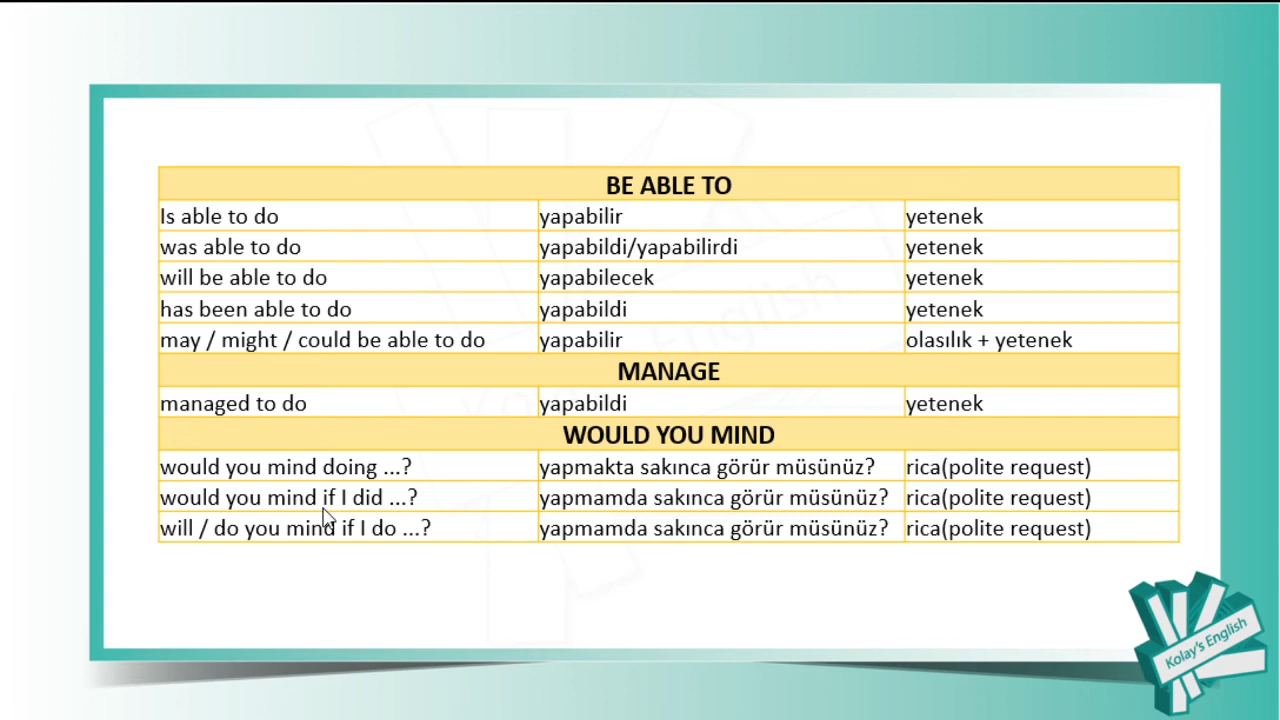 BE ABLE TO
Is able to do yapabilir yetenek
was able to do yapabildi/yapabilirdi yetenek
will be able to do yapabilecek yetenek
has been able to do yapabildi yetenek
may / might / could be able to do yapabilir olasılık + yetenek
MANAGE
managed to do yapabildi yetenek
WOULD YOU MIND
would you mind doing ...? yapmakta sakınca görür müsünüz? rica(polite request)
would you mind if I did ...? yapmamda sakınca görür müsünüz? rica(polite request)
will / do you mind if I do ...? yapmamda sakınca görür müsünüz? rica(polite request)
Kolay's English